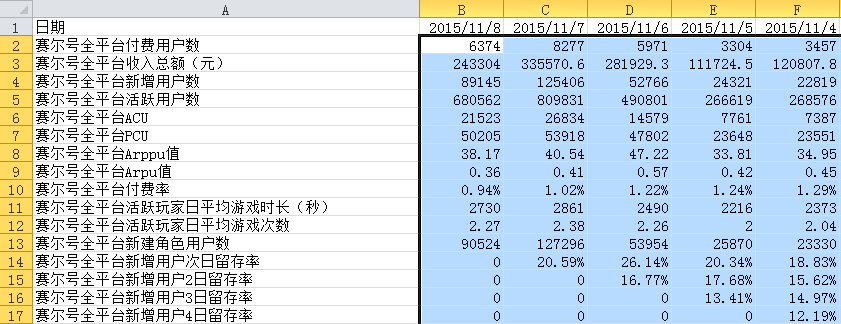 A B C D E F
1 日期 2015/11/8 2015/11/7 2015/11/6 2015/11/5 2015/11/4
2 赛尔号全平台付费用户数 6374 8277 5971 3304 3457
3 赛尔号全平台收入总额（元） 243304 335570.6 281929.3 111724.5 120807.8
4 赛尔号全平台新增用户数 89145 125406 52766 24321 22819
5 赛尔号全平台活跃用户数 680562 809831 490801 266619 268576
6 赛尔号全平台ACU 21523 26834 14579 7761 7387
7 赛尔号全平台PCU 50205 53918 47802 23648 23551
8 赛尔号全平台Arppu值 38.17 40.54 47.22 33.81 34.95
9 赛尔号全平台Arpu值 0.36 0.41 0.57 0.42 0.45
10 赛尔号全平台付费率 0.94% 1.02% 1.22% 1.24% 1.29%
11 赛尔号全平台活跃玩家日平均游戏时长（秒） 2730 2861 2490 2216 2373
12 赛尔号全平台活跃玩家日平均游戏次数 2.27 2.38 2.26 2 2.04
13 赛尔号全平台新建角色用户数 90524 127296 53954 25870 23330
14 赛尔号全平台新增用户次日留存率 0 20.59% 26.14% 20.34% 18.83%
15 赛尔号全平台新增用户2日留存率 0 0 16.77% 17.68% 15.62%
16 赛尔号全平台新增用户3日留存率 0 0 0 13.41% 14.97%
17 赛尔号全平台新增用户4日留存率 0 0 0 0 12.19%